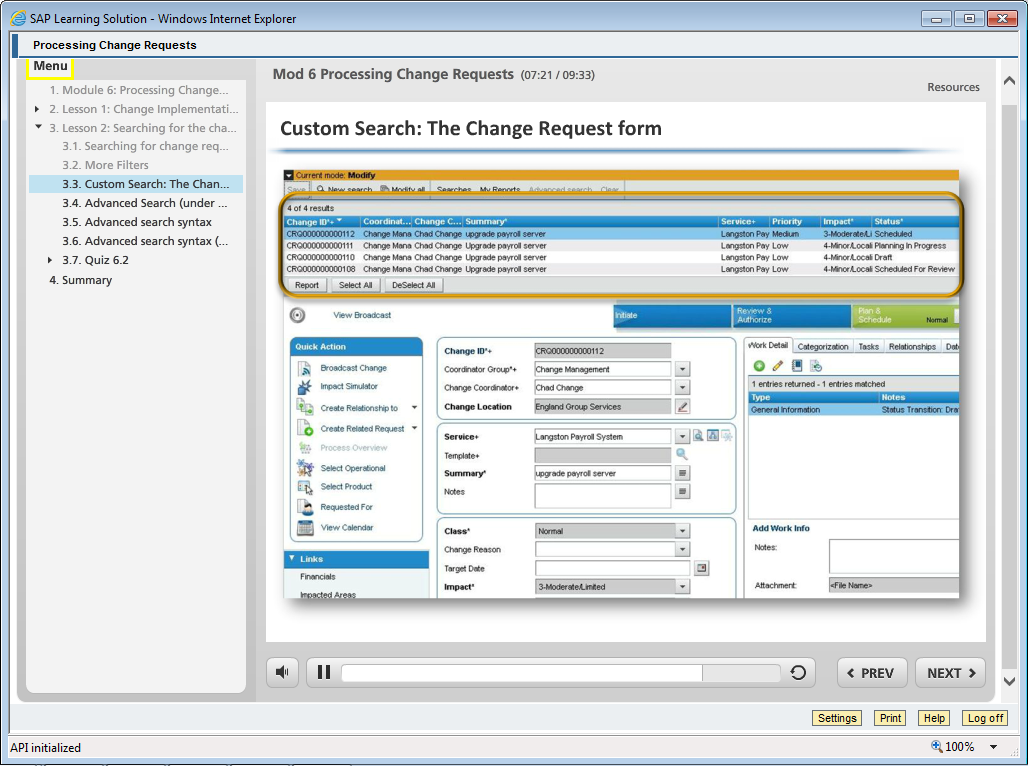 SAP Learning Solution - Windows Internet Explorer
Processing Change Requests
Menu
1. Module 6: Processing Change...
2. Lesson 1: Change Implementati...
3. Lesson 2: Searching for the cha...
3.1. Searching for change req...
3.2. More Filters
3.3. Custom Search: The Chan...
3.4. Advanced Search (under ...
3.5. Advanced search syntax
3.6. Advanced search syntax (...
3.7. Quiz 6.2
4. Summary
Mod 6 Processing Change Requests (07:21 / 09:33)
Resources
Custom Search: The Change Request form
Current mode: Modify
Save New search Modify all Searches My Reports Advanced search Clear
4 of 4 results
Change ID*+ Coordinat... Change C... Summary* Service+ Priority Impact* Status*
CRQ000000000112 Change Mana Chad Change upgrade payroll server Langston Pay Medium 3-Moderate/Li Scheduled
CRQ000000000111 Change Mana Chad Change Upgrade payroll server Langston Pay Low 4-Minor/Locali Planning In Progress
CRQ000000000110 Change Mana Chad Change Upgrade payroll server Langston Pay Low 4-Minor/Locali Draft
CRQ000000000108 Change Mana Chad Change Upgrade payroll server Langston Pay Low 4-Minor/Locali Scheduled For Review
Report Select All DeSelect All
View Broadcast
Initiate
Review & Authorize
Plan & Schedule
Normal
Quick Action
Broadcast Change
Impact Simulator
Create Relationship to
Create Related Request
Process Overview
Select Operational
Select Product
Requested For
View Calendar
Links
Financials
Impacted Areas
Change ID*+ CRQ000000000112
Coordinator Group*+ Change Management
Change Coordinator+ Chad Change
Change Location England Group Services
Service+ Langston Payroll System
Template+
Summary* upgrade payroll server
Notes
Class* Normal
Change Reason
Target Date
Impact* 3-Moderate/Limited
Work Detail Categorization Tasks Relationships Dat
1 entries returned - 1 entries matched
Type Notes
General Information Status Transition: Dra
Add Work Info
Notes:
Attachment: <File Name>
PREV
NEXT
Settings Print Help Log off
API initialized
100%